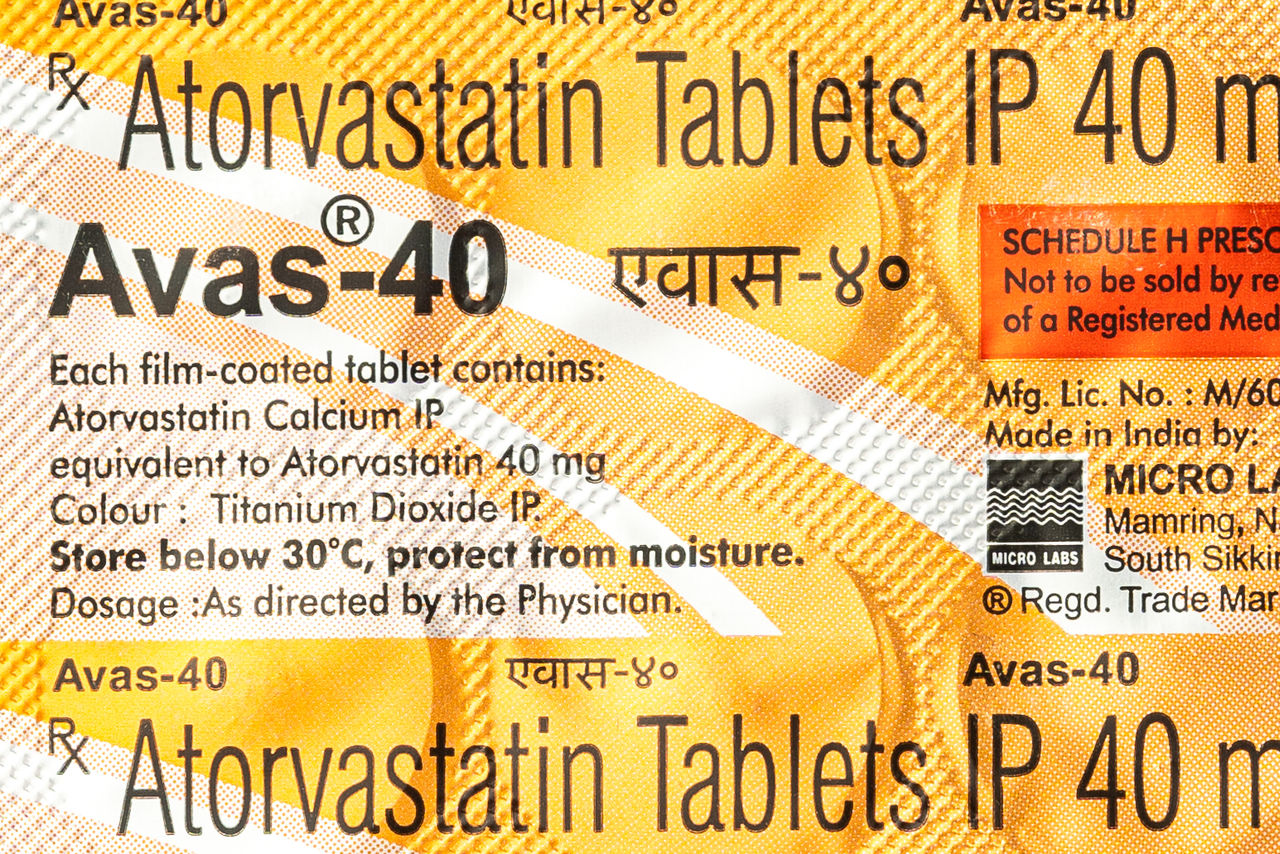 Avas-40 एवास-४० Avas-40
Rx Atorvastatin Tablets IP 40 m
Avas®-40 एवास-४०
SCHEDULE H PRESC
Not to be sold by re
of a Registered Med
Each film-coated tablet contains:
Atorvastatin Calcium IP
equivalent to Atorvastatin 40 mg
Colour : Titanium Dioxide IP.
Store below 30°C, protect from moisture.
Dosage :As directed by the Physician.
Mfg. Lic. No. : M/60
Made in India by:
MICRO LABS
MICRO LA
Mamring, N
South Sikki
® Regd. Trade Mar
Avas-40 एवास-४० Avas-40
Rx Atorvastatin Tablets IP 40 m